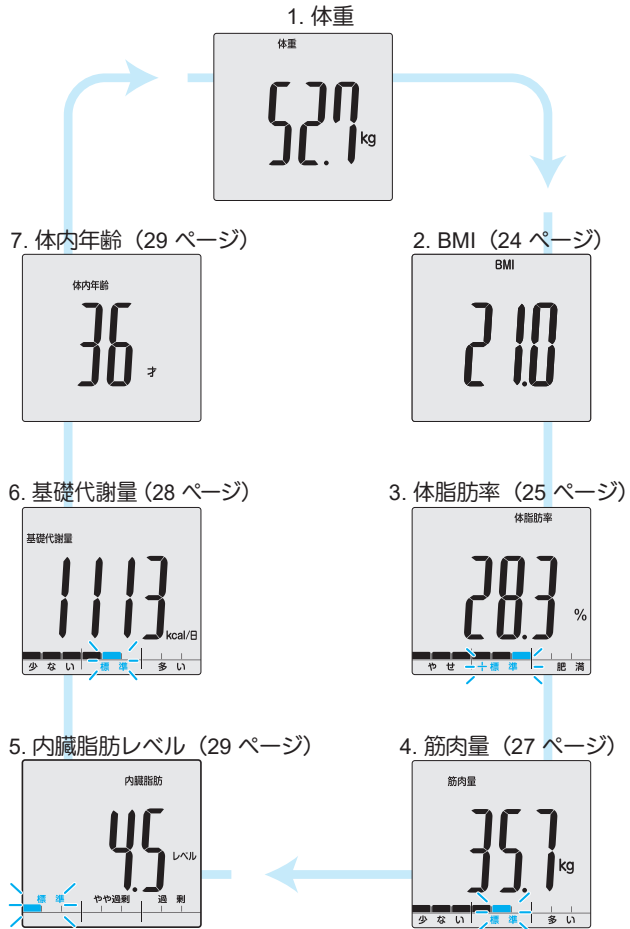 1. 体重
体重
52.7 kg
7. 体内年齢（29 ページ）
体内年齢
36 才
2. BMI（24 ページ）
BMI
21.0
6. 基礎代謝量（28 ページ）
基礎代謝量
1113 kcal/日
少ない 標準 多い
3. 体脂肪率（25 ページ）
体脂肪率
28.3 %
やせ ＋標準 肥満
5. 内臓脂肪レベル（29 ページ）
内臓脂肪
4.5 レベル
標準 やや過剰 過剰
4. 筋肉量（27 ページ）
筋肉量
35.7 kg
少ない 標準 多い